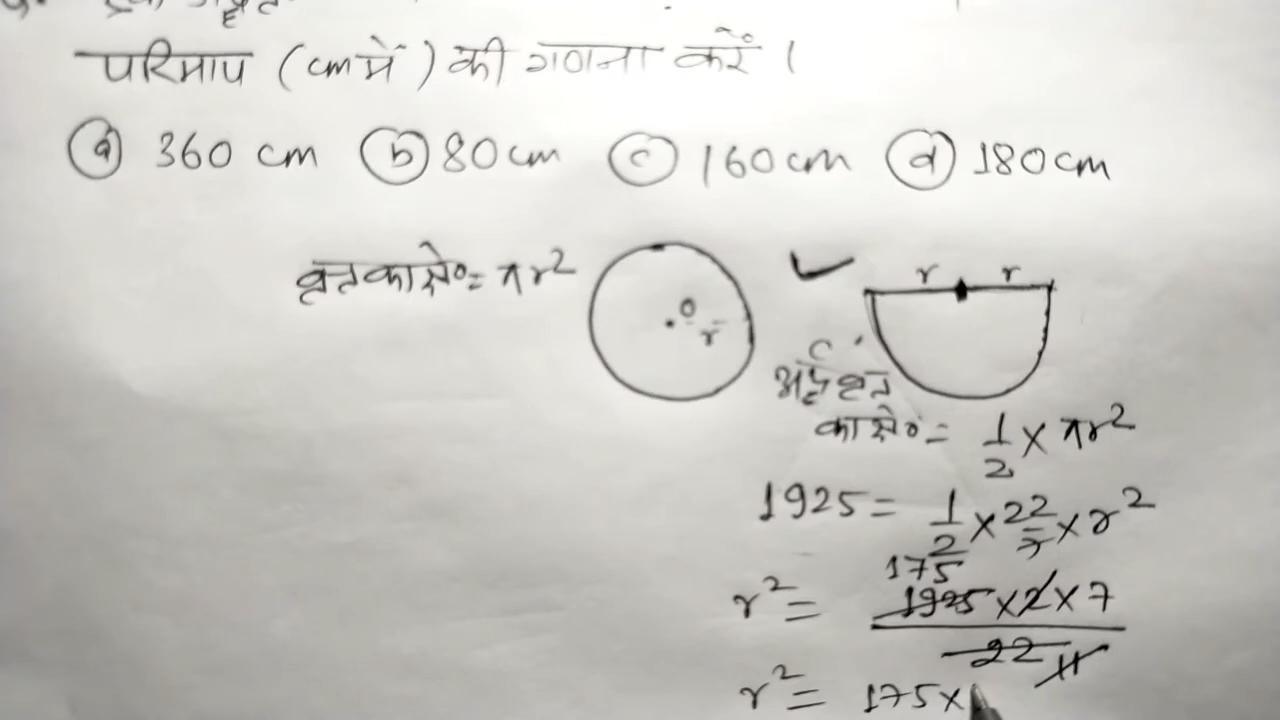 परिमाप (cm में) की गणना करें ।
(a) 360 cm (b) 80 cm (c) 160 cm (d) 180 cm
वृत्त का क्षे० = πr²
O
r
r r
अर्द्धवृत्त
का क्षे० = 1/2 × πr²
1925 = 1/2 × 22/7 × r²
175
r² = 1925 × 2 × 7 / 22 11
r² = 175 ×